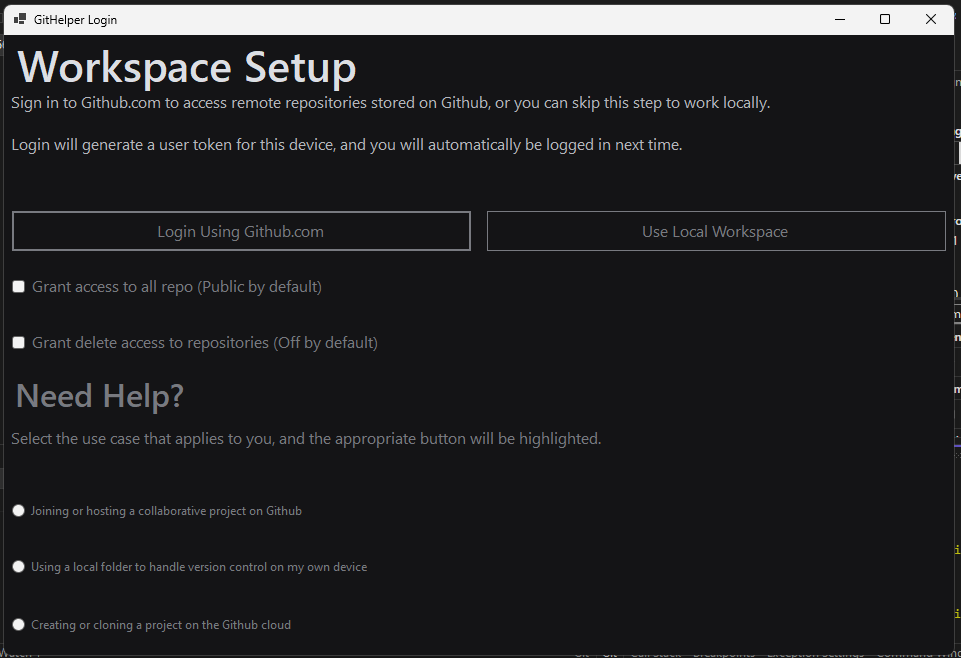 GitHelper Login
Workspace Setup
Sign in to Github.com to access remote repositories stored on Github, or you can skip this step to work locally.
Login will generate a user token for this device, and you will automatically be logged in next time.
Login Using Github.com
Use Local Workspace
Grant access to all repo (Public by default)
Grant delete access to repositories (Off by default)
Need Help?
Select the use case that applies to you, and the appropriate button will be highlighted.
Joining or hosting a collaborative project on Github
Using a local folder to handle version control on my own device
Creating or cloning a project on the Github cloud